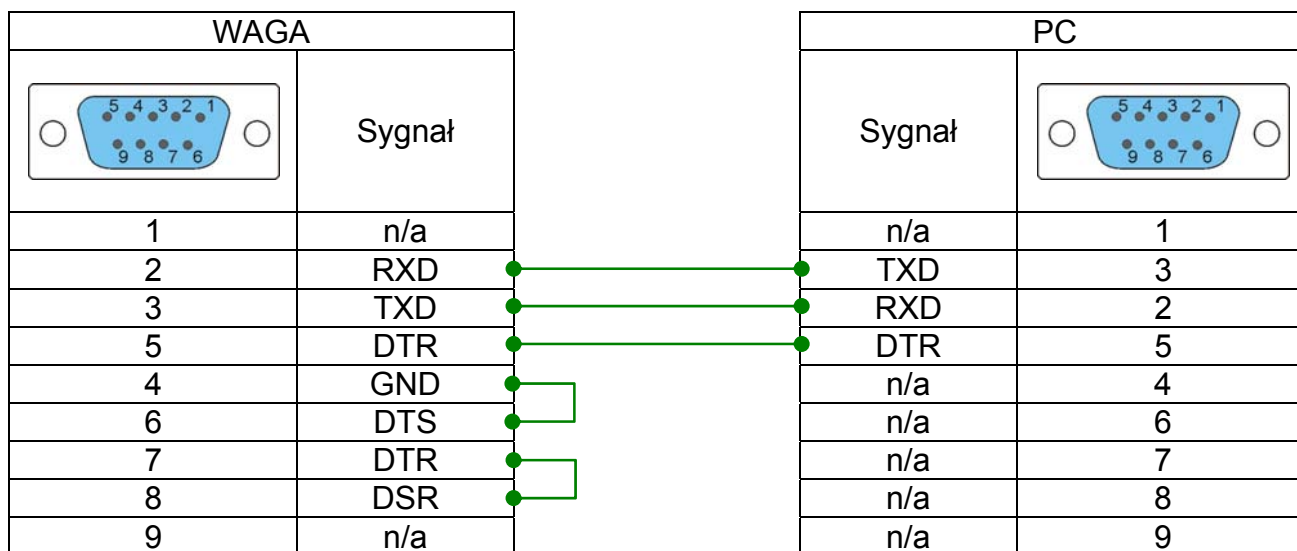 WAGA PC
5 4 3 2 1 Sygnał Sygnał 5 4 3 2 1
9 8 7 6 9 8 7 6
1 n/a n/a 1
2 RXD TXD 3
3 TXD RXD 2
5 DTR DTR 5
4 GND n/a 4
6 DTS n/a 6
7 DTR n/a 7
8 DSR n/a 8
9 n/a n/a 9